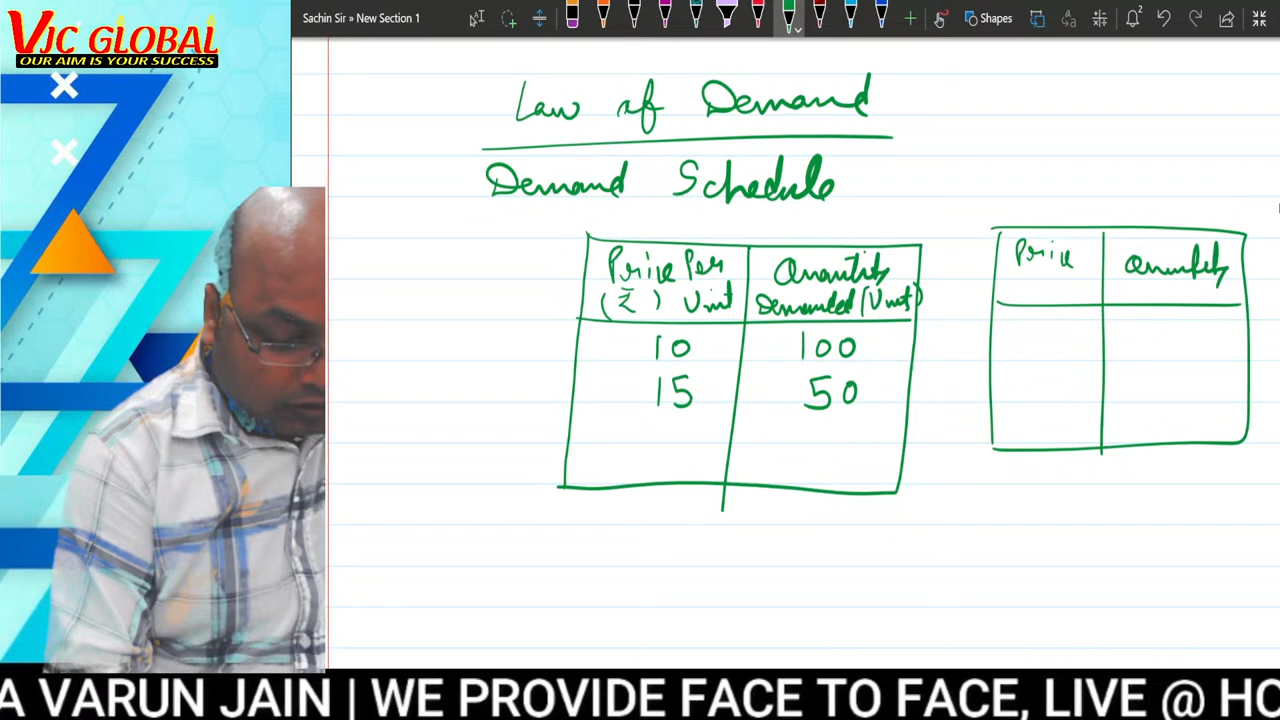 VJC GLOBAL
OUR AIM IS YOUR SUCCESS
Sachin Sir » New Section 1
Shapes
Law of Demand
Demand Schedule
Price Per Quantity
(₹) Unit Demanded (Unit)
10 100
15 50
Price Quantity
A VARUN JAIN | WE PROVIDE FACE TO FACE, LIVE @ HO